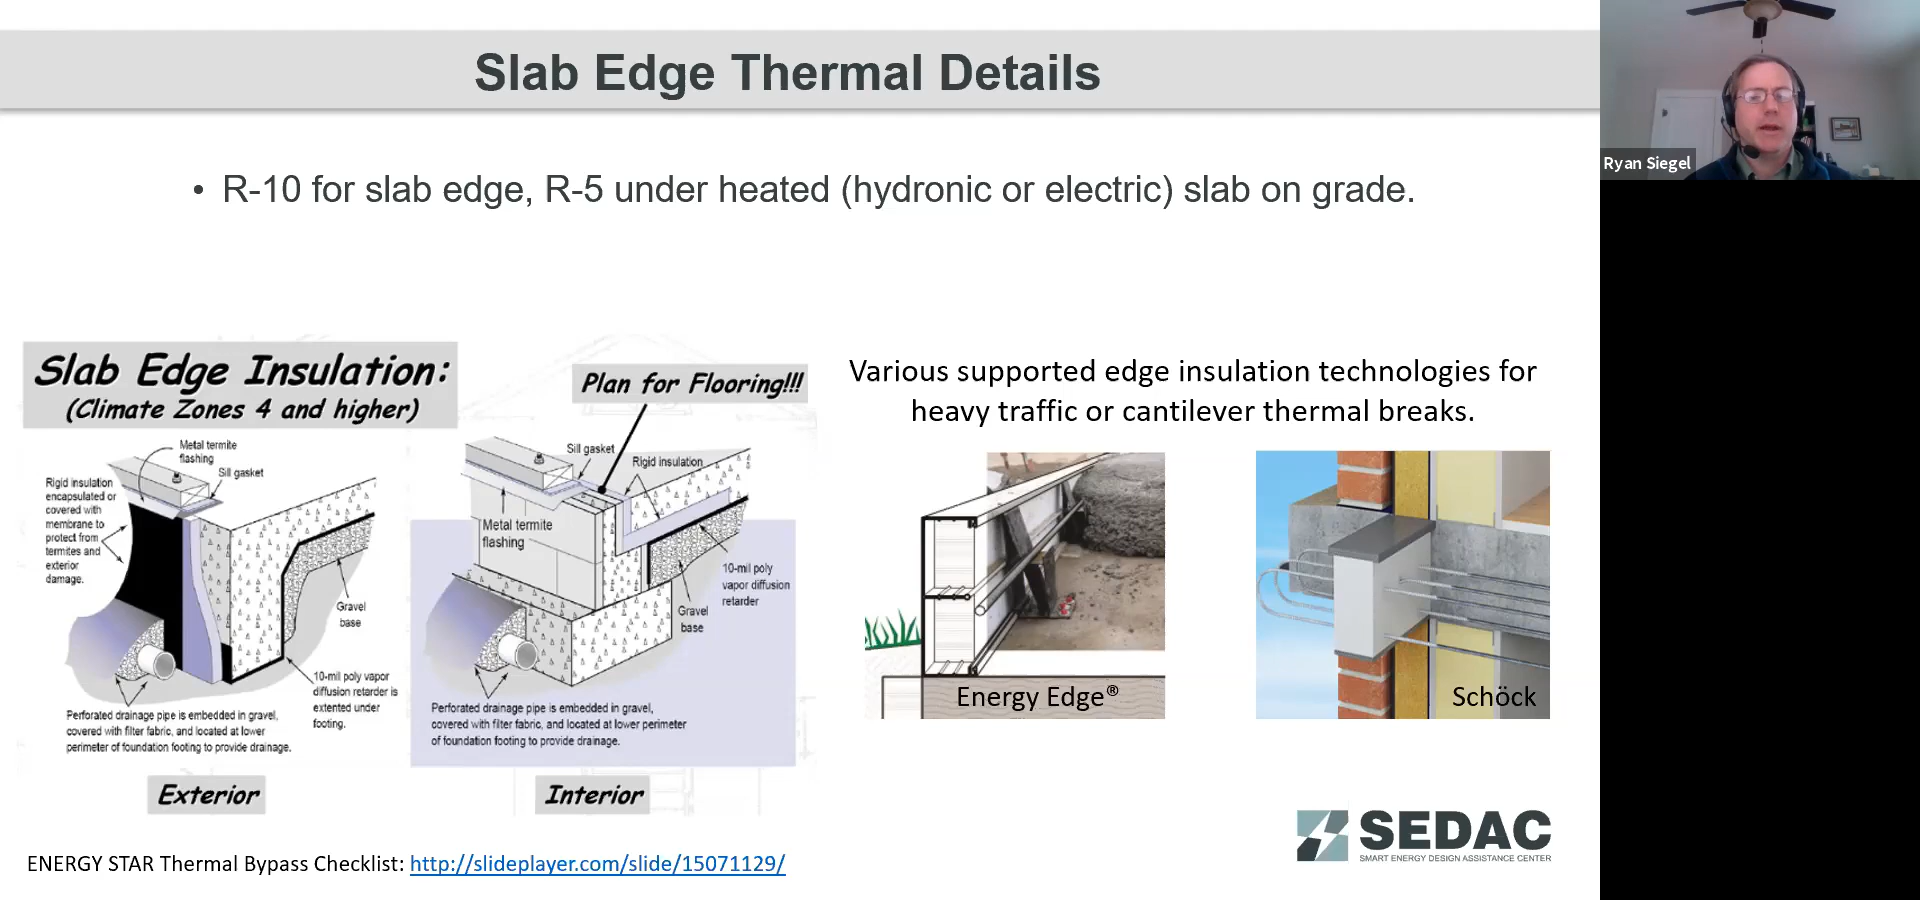 Slab Edge Thermal Details
Ryan Siegel
• R-10 for slab edge, R-5 under heated (hydronic or electric) slab on grade.
Slab Edge Insulation:
(Climate Zones 4 and higher)
Metal termite
flashing
Sill gasket
Rigid insulation
encapsulated or
covered with
membrane to
protect from
termites and
exterior
damage.
Gravel
base
10-mil poly vapor
diffusion retarder is
extented under
footing.
Perforated drainage pipe is embedded in gravel,
covered with filter fabric, and located at lower
perimeter of foundation footing to provide drainage.
Exterior
Plan for Flooring!!!
Sill gasket
Rigid insulation
Metal termite
flashing
10-mil poly
vapor diffusion
retarder
Gravel
base
Perforated drainage pipe is embedded in gravel,
covered with filter fabric, and located at lower perimeter
of foundation footing to provide drainage.
Interior
Various supported edge insulation technologies for
heavy traffic or cantilever thermal breaks.
Energy Edge®
Schöck
SEDAC
SMART ENERGY DESIGN ASSISTANCE CENTER
ENERGY STAR Thermal Bypass Checklist: http://slideplayer.com/slide/15071129/